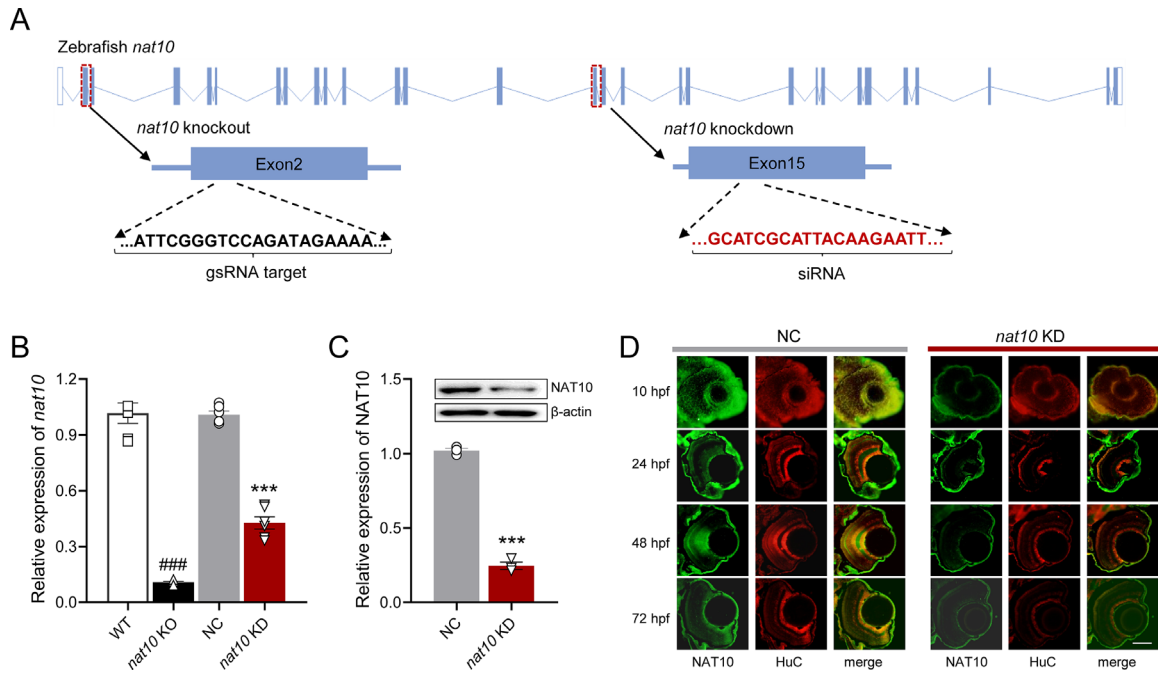 A
Zebrafish nat10
nat10 knockout
nat10 knockdown
Exon2
Exon15
...ATTCGGGTCCAGATAGAAAA...
...GCATCGCATTACAAGAATT...
gsRNA target
siRNA
B
Relative expression of nat10
1.2
0.9
0.6
0.3
0.0
###
***
WT
nat10 KO
NC
nat10 KD
C
Relative expression of NAT10
1.5
1.0
0.5
0.0
NAT10
β-actin
***
NC
nat10 KD
D
NC
nat10 KD
10 hpf
24 hpf
48 hpf
72 hpf
NAT10
HuC
merge
NAT10
HuC
merge